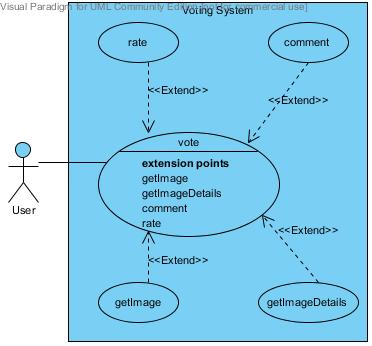 Visual Paradigm for UML Community Edition [not for commercial use]
Voting System
rate
comment
<<Extend>>
<<Extend>>
vote
extension points
getImage
getImageDetails
comment
rate
User
<<Extend>>
<<Extend>>
getImage
getImageDetails